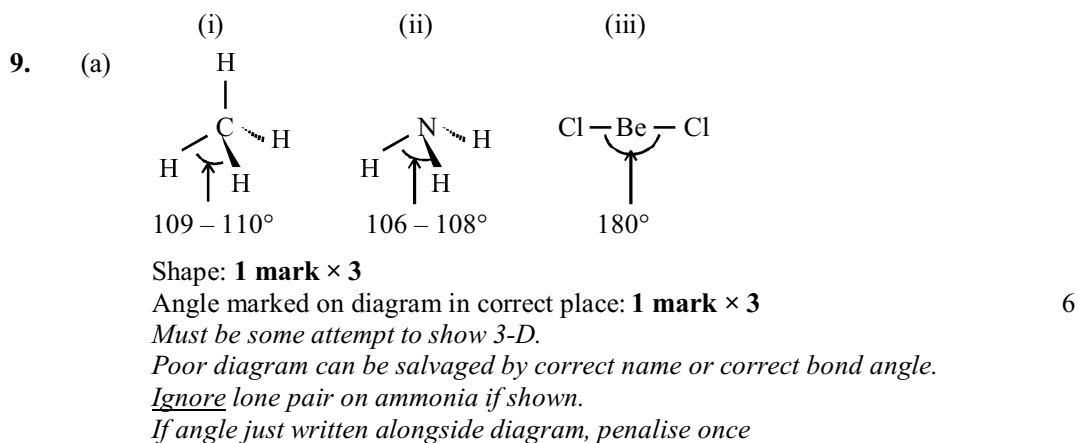 (i) (ii) (iii)
9. (a)
H
C H
H H
N H
H H
Cl Be Cl
109 – 110° 106 – 108° 180°
Shape: 1 mark × 3
Angle marked on diagram in correct place: 1 mark × 3 6
Must be some attempt to show 3-D.
Poor diagram can be salvaged by correct name or correct bond angle.
Ignore lone pair on ammonia if shown.
If angle just written alongside diagram, penalise once